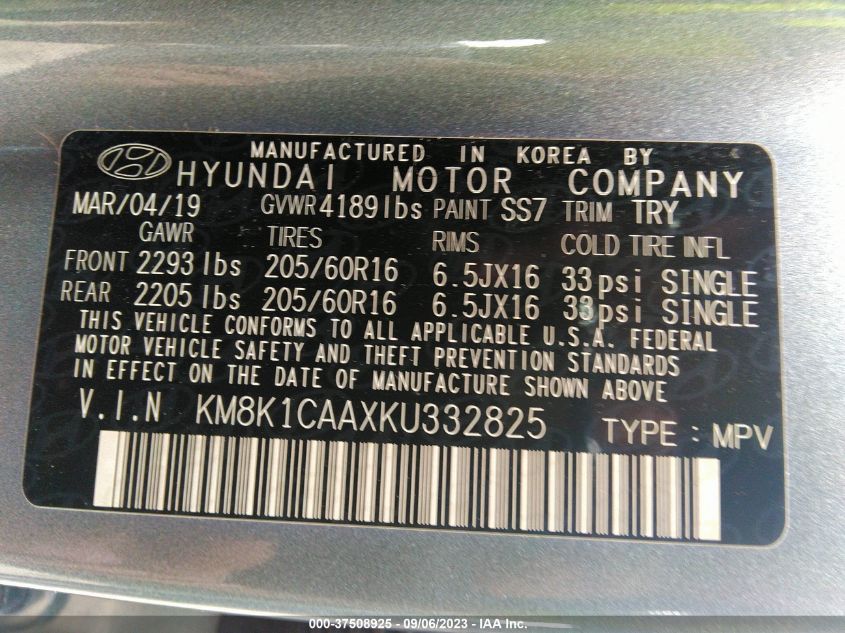 MANUFACTURED IN KOREA BY
HYUNDAI MOTOR COMPANY
MAR/04/19 GVWR 4189lbs PAINT SS7 TRIM TRY
GAWR TIRES RIMS COLD TIRE INFL
FRONT 2293 lbs 205/60R16 6.5JX16 33psi SINGLE
REAR 2205 lbs 205/60R16 6.5JX16 33psi SINGLE
THIS VEHICLE CONFORMS TO ALL APPLICABLE U.S.A. FEDERAL
MOTOR VEHICLE SAFETY AND THEFT PREVENTION STANDARDS
IN EFFECT ON THE DATE OF MANUFACTURE SHOWN ABOVE
V.I.N KM8K1CAAXKU332825 TYPE : MPV
000-37508925 - 09/06/2023 - IAA Inc.